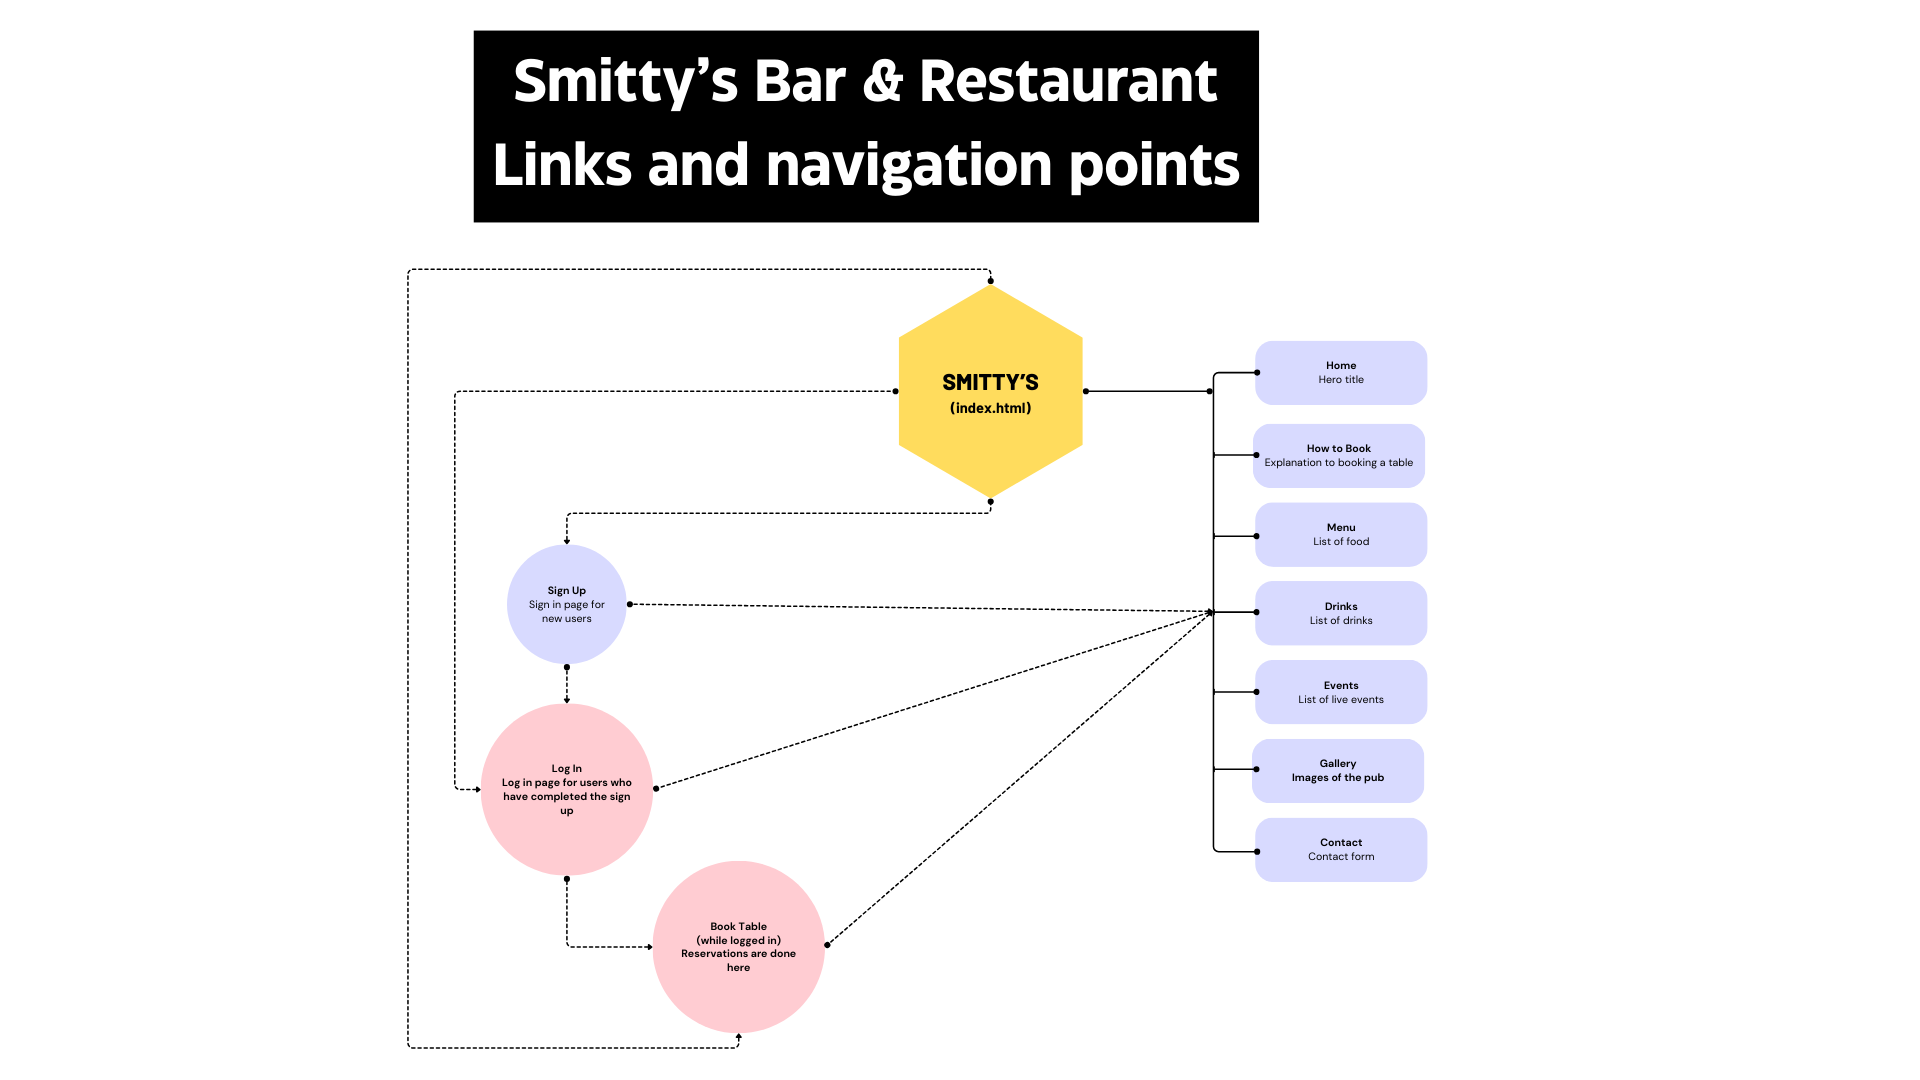 Smitty’s Bar & Restaurant
Links and navigation points
SMITTY’S
(index.html)
Home
Hero title
How to Book
Explanation to booking a table
Menu
List of food
Drinks
List of drinks
Events
List of live events
Gallery
Images of the pub
Contact
Contact form
Sign Up
Sign in page for
new users
Log In
Log in page for users who
have completed the sign
up
Book Table
(while logged in)
Reservations are done
here